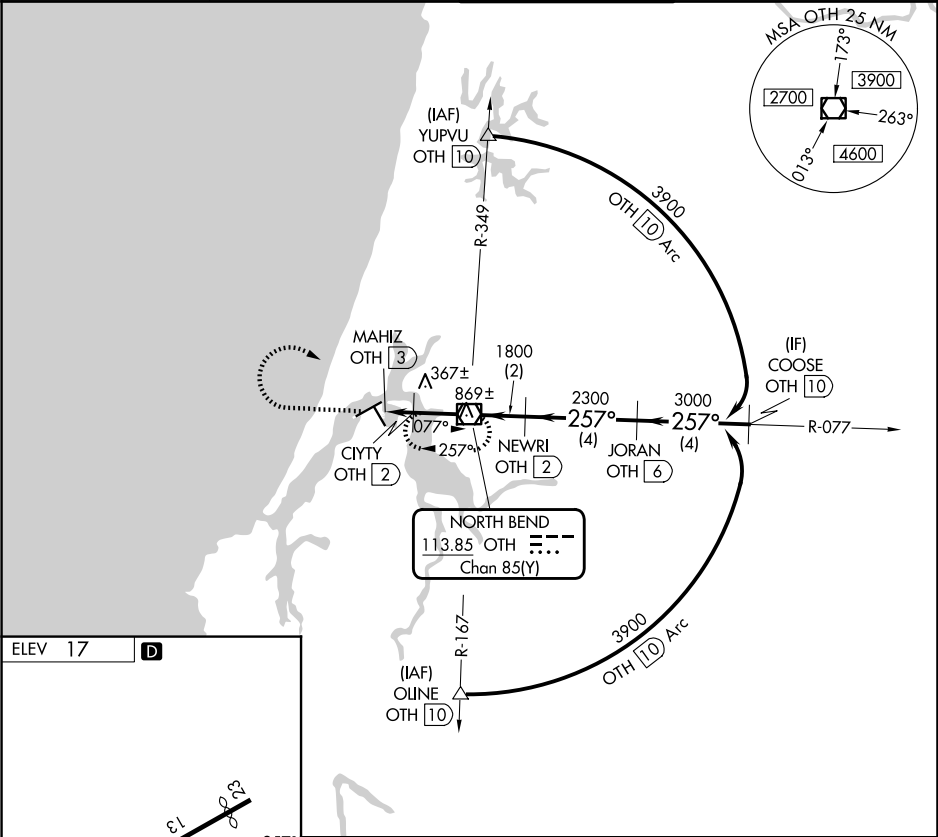 MSA OTH 25 NM
173°
3900
2700
263°
013°
4600
(IAF)
YUPVU
OTH 10
3900
OTH 10 Arc
R-349
MAHIZ
OTH 3
367±
869±
1800
(2)
2300
257°
(4)
3000
257°
(4)
(IF)
COOSE
OTH 10
R-077
077°
257°
CIYTY
OTH 2
NEWRI
OTH 2
JORAN
OTH 6
NORTH BEND
113.85 OTH
Chan 85(Y)
R-167
3900
OTH 10 Arc
(IAF)
OLINE
OTH 10
ELEV 17 D
23
13